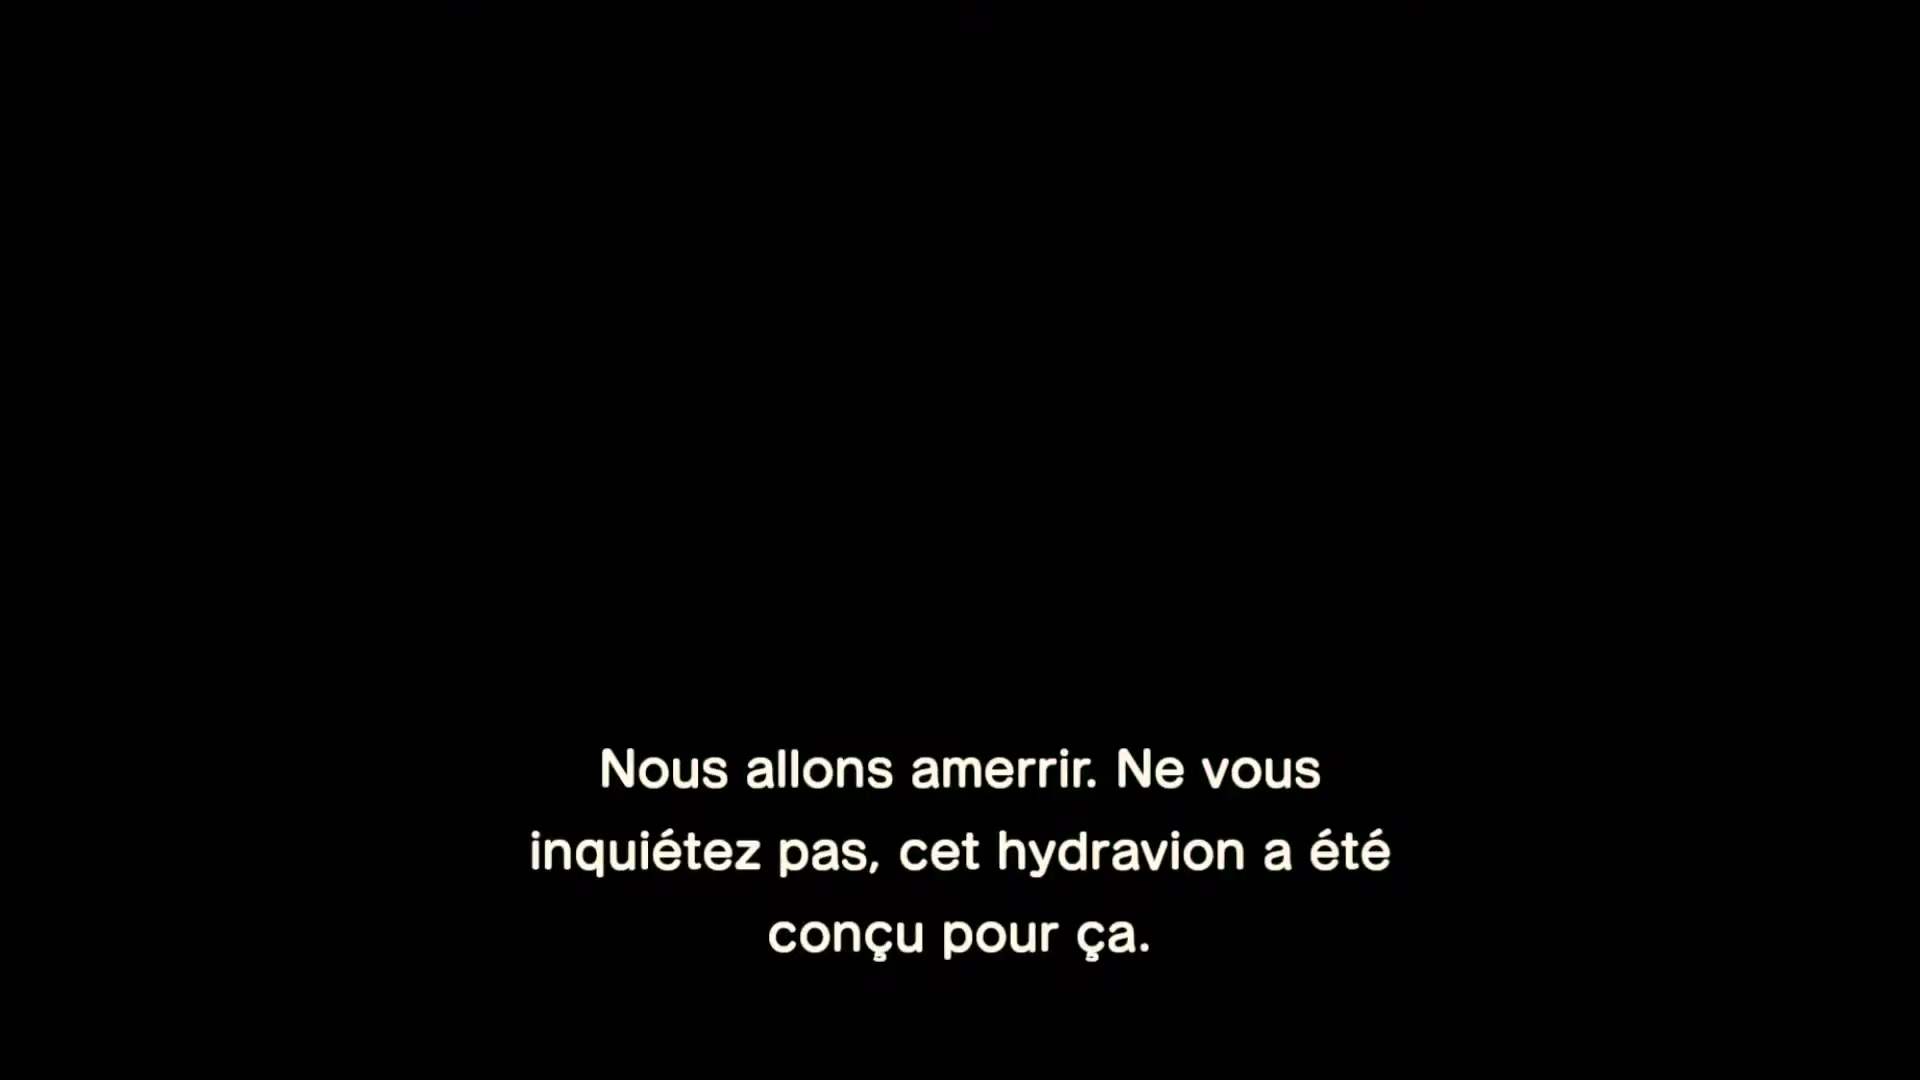 Nous allons amerrir. Ne vous
inquiétez pas, cet hydravion a été
conçu pour ça.